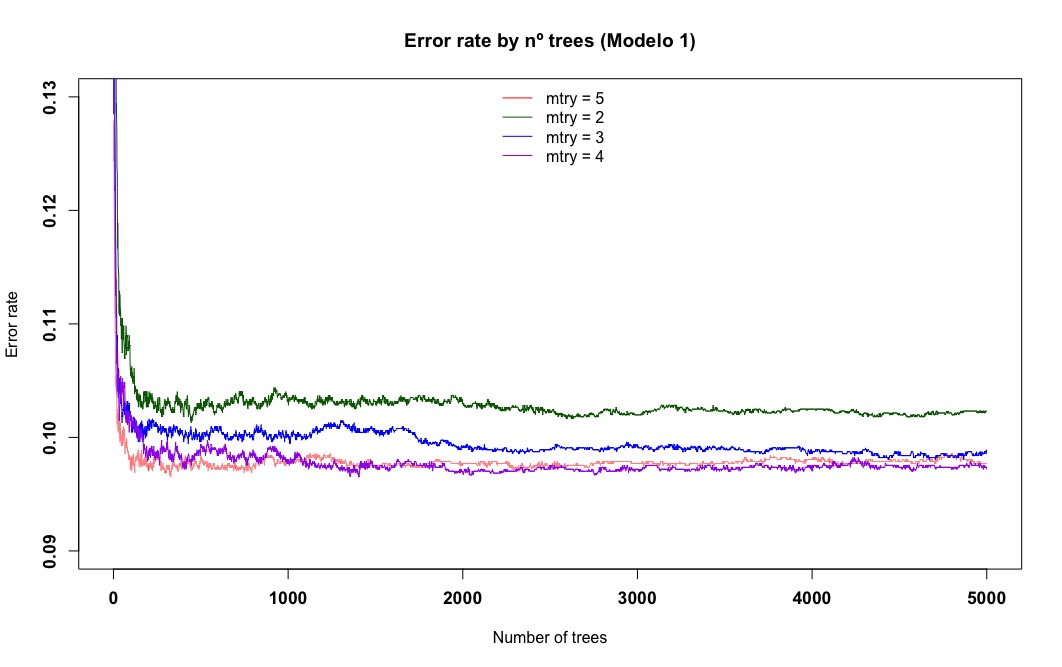 Error rate by nº trees (Modelo 1)
mtry = 5
mtry = 2
mtry = 3
mtry = 4
0.13
0.12
0.11
0.10
0.09
Error rate
0 1000 2000 3000 4000 5000
Number of trees